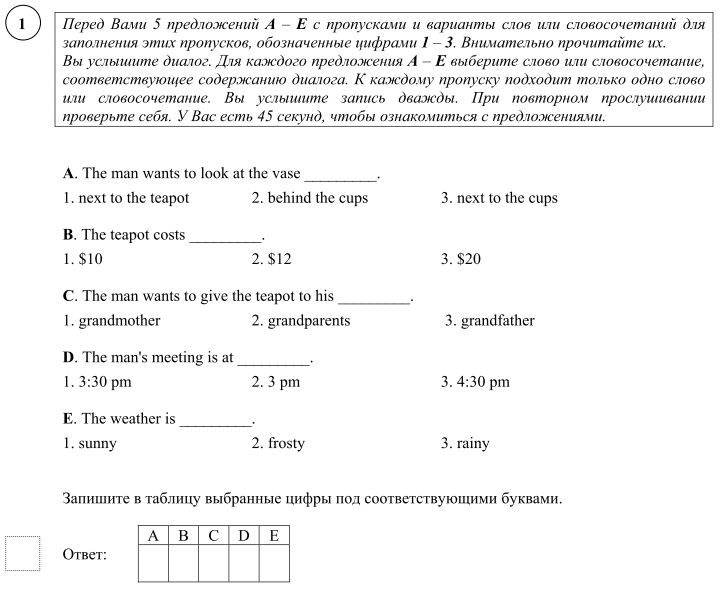 1
Перед Вами 5 предложений A – E с пропусками и варианты слов или словосочетаний для
заполнения этих пропусков, обозначенные цифрами 1 – 3. Внимательно прочитайте их.
Вы услышите диалог. Для каждого предложения A – E выберите слово или словосочетание,
соответствующее содержанию диалога. К каждому пропуску подходит только одно слово
или словосочетание. Вы услышите запись дважды. При повторном прослушивании
проверьте себя. У Вас есть 45 секунд, чтобы ознакомиться с предложениями.
A. The man wants to look at the vase _________.
1. next to the teapot 2. behind the cups 3. next to the cups
B. The teapot costs _________.
1. $10 2. $12 3. $20
C. The man wants to give the teapot to his _________.
1. grandmother 2. grandparents 3. grandfather
D. The man's meeting is at _________.
1. 3:30 pm 2. 3 pm 3. 4:30 pm
E. The weather is _________.
1. sunny 2. frosty 3. rainy
Запишите в таблицу выбранные цифры под соответствующими буквами.
A B C D E
Ответ: